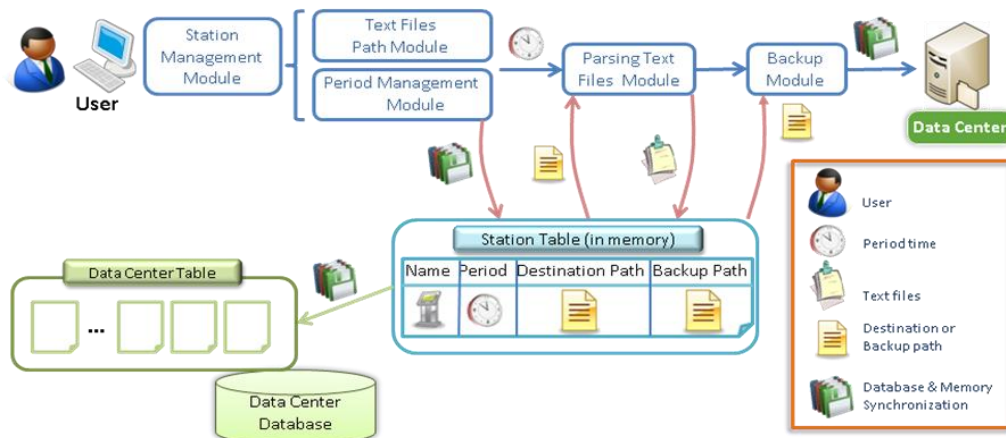 User
Station
Management
Module
Text Files
Path Module
Period Management
Module
Parsing Text
Files Module
Backup
Module
Data Center
Station Table (in memory)
Name
Period
Destination Path
Backup Path
Data Center Table
...
Data Center
Database
User
Period time
Text files
Destination or
Backup path
Database & Memory
Synchronization